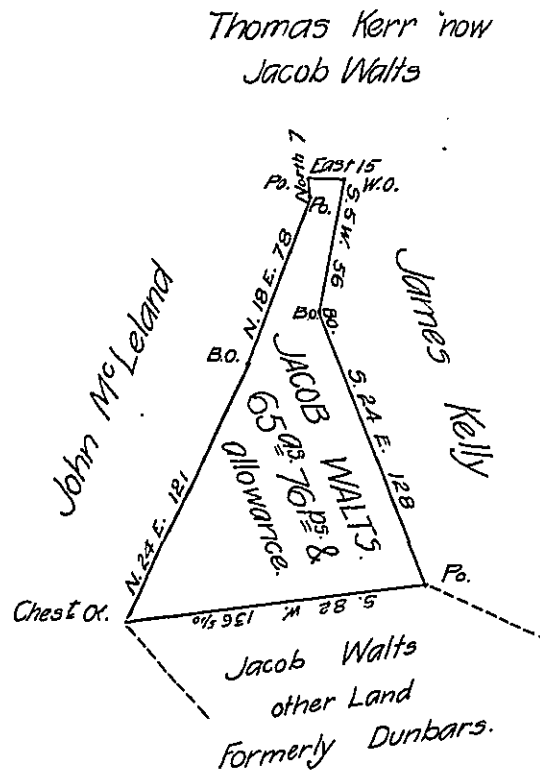 Thomas Kerr now
Jacob Walts
North 7
East 15
Po.
W.O.
Po.
S. 5 W. 56
N. 18 E. 78
John McLeland
James Kelly
B.O.
Bo.
BO.
JACOB WALTS.
65 as. 76 ps. &
allowance.
S. 24 E. 128
N. 24 E. 121
Po.
Chest O.
S. 82 W. 136 5/10
Jacob Walts
other Land
Formerly Dunbars.